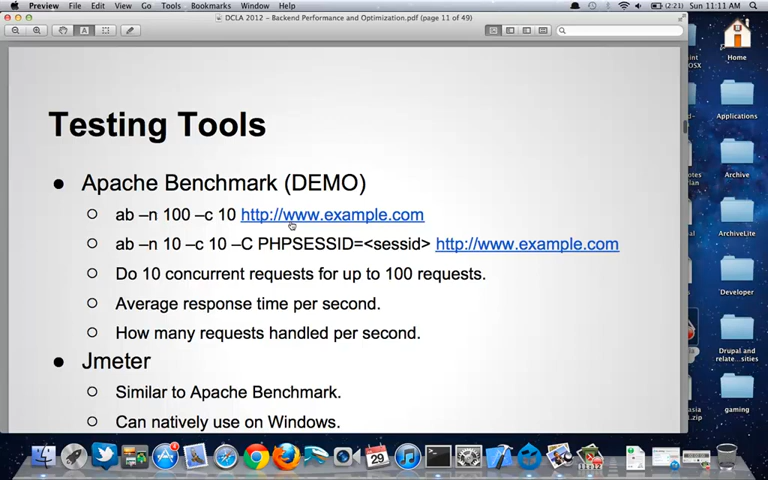 Preview File Edit View Go Tools Bookmarks Window Help (2:21) Sun 11:11 AM
DCLA 2012 – Backend Performance and Optimization.pdf (page 11 of 49)
Testing Tools
● Apache Benchmark (DEMO)
○ ab –n 100 –c 10 http://www.example.com
○ ab –n 10 –c 10 –C PHPSESSID=<sessid> http://www.example.com
○ Do 10 concurrent requests for up to 100 requests.
○ Average response time per second.
○ How many requests handled per second.
● Jmeter
○ Similar to Apache Benchmark.
○ Can natively use on Windows.
Home
OSX
Applications
Archive
ArchiveLite
Developer
Drupal and
relate...sities
gaming
29